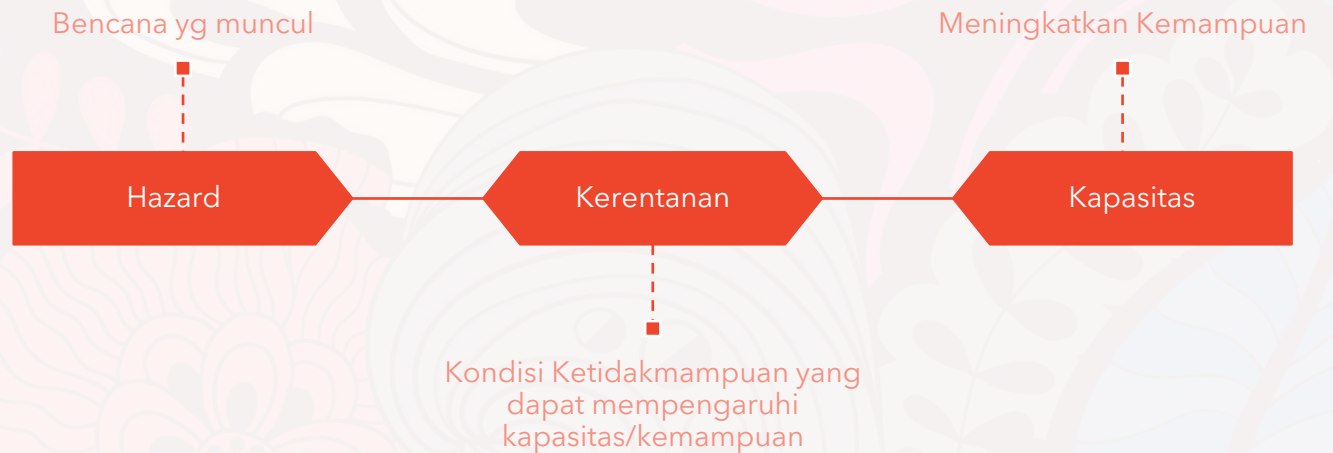 Bencana yg muncul
Meningkatkan Kemampuan
Hazard
Kerentanan
Kapasitas
Kondisi Ketidakmampuan yang
dapat mempengaruhi
kapasitas/kemampuan